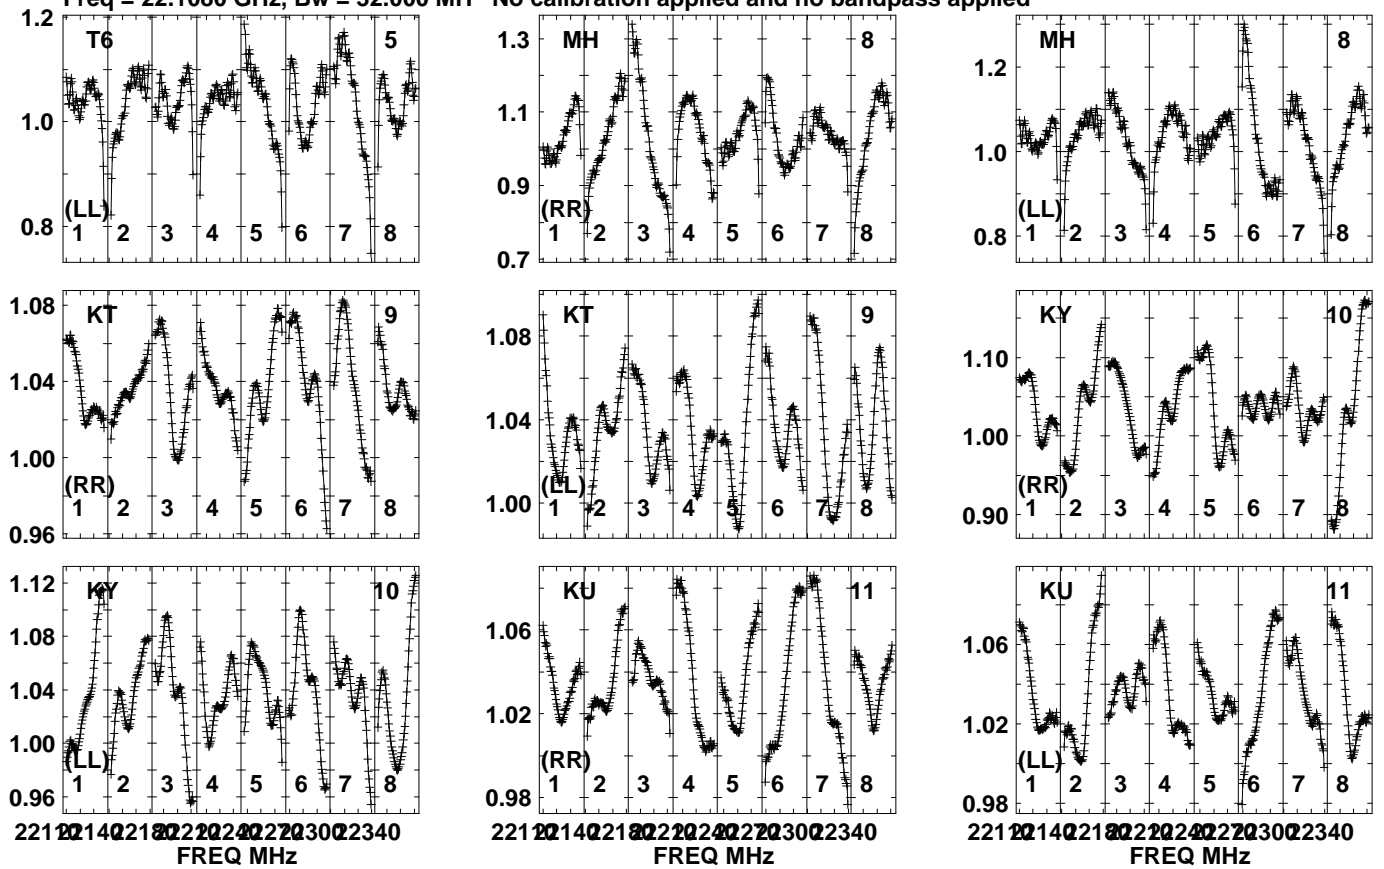 Freq = 22.1080 GHz, Bw = 32.000 MH No calibration applied and no bandpass applied
1.2
1.0
0.8
T6 5
(LL)
1 2 3 4 5 6 7 8
1.3
1.1
0.9
0.7
MH 8
(RR)
1 2 3 4 5 6 7 8
1.2
1.0
0.8
MH 8
(LL)
1 2 3 4 5 6 7 8
1.08
1.04
1.00
0.96
KT 9
(RR)
1 2 3 4 5 6 7 8
1.08
1.04
1.00
KT 9
(LL)
1 2 3 4 5 6 7 8
1.10
1.00
0.90
KY 10
(RR)
1 2 3 4 5 6 7 8
1.12
1.08
1.04
1.00
0.96
KY 10
(LL)
1 2 3 4 5 6 7 8
1.06
1.02
0.98
KU 11
(RR)
1 2 3 4 5 6 7 8
1.06
1.02
0.98
KU 11
(LL)
1 2 3 4 5 6 7 8
FREQ MHz
FREQ MHz
FREQ MHz